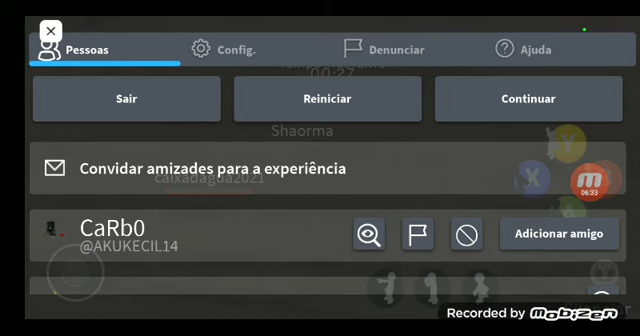 Pessoas
Config.
Denunciar
Ajuda
00:27
Sair
Reiniciar
Continuar
Shaorma
Convidar amizades para a experiência
caixadagua2021
Y
X
B
06:33
CaRb0
@AKUKECIL14
Adicionar amigo
A
Recorded by Mobizen